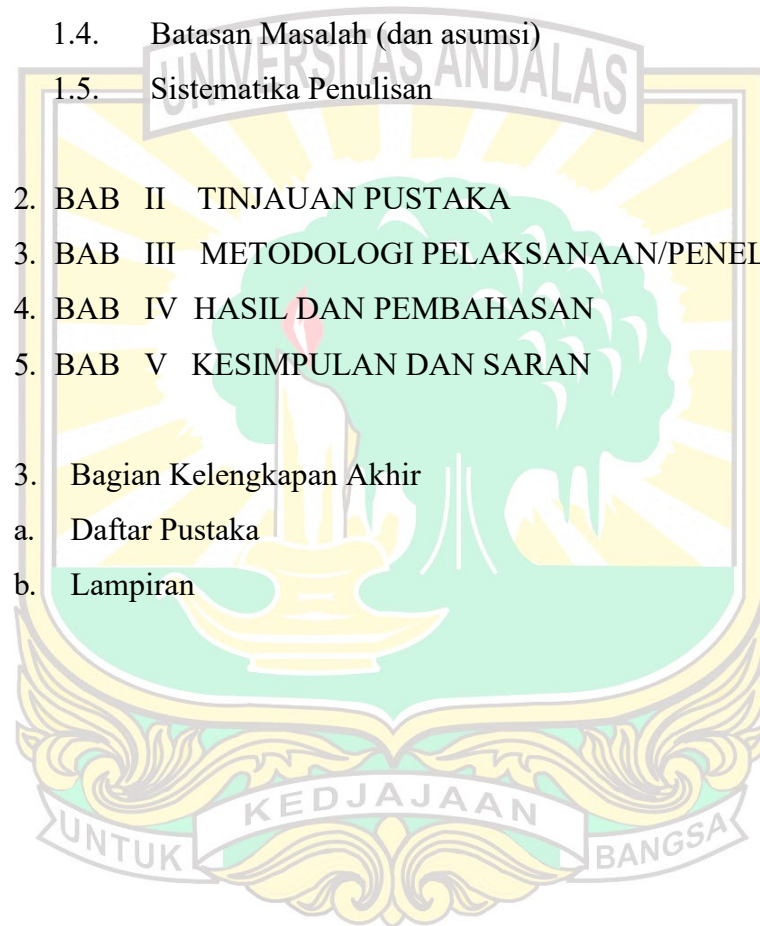 1.4. Batasan Masalah (dan asumsi)
UNIVERSITAS ANDALAS
1.5. Sistematika Penulisan
2. BAB II TINJAUAN PUSTAKA
3. BAB III METODOLOGI PELAKSANAAN/PENEL
4. BAB IV HASIL DAN PEMBAHASAN
5. BAB V KESIMPULAN DAN SARAN
3. Bagian Kelengkapan Akhir
a. Daftar Pustaka
b. Lampiran
UNTUK KEDJAJAAN BANGSA